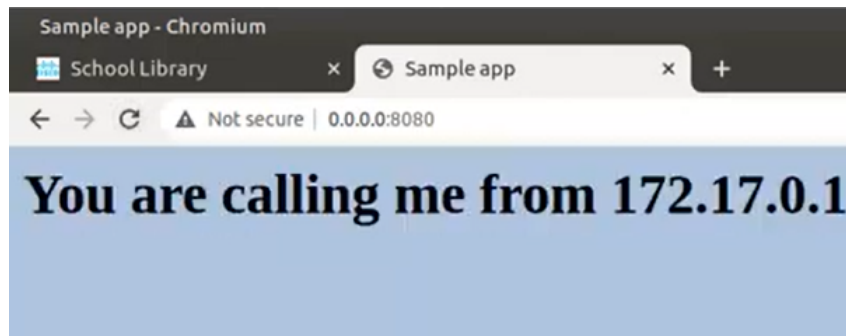 Sample app - Chromium
School Library
Sample app
Not secure | 0.0.0.0:8080
You are calling me from 172.17.0.1